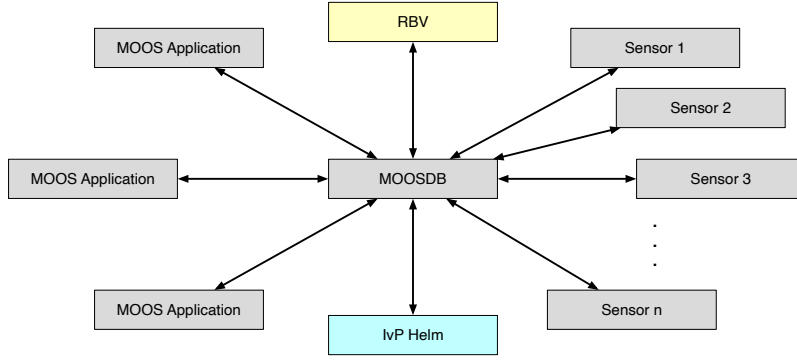 RBV
MOOS Application
Sensor 1
Sensor 2
MOOS Application
MOOSDB
Sensor 3
.
.
.
MOOS Application
Sensor n
IvP Helm